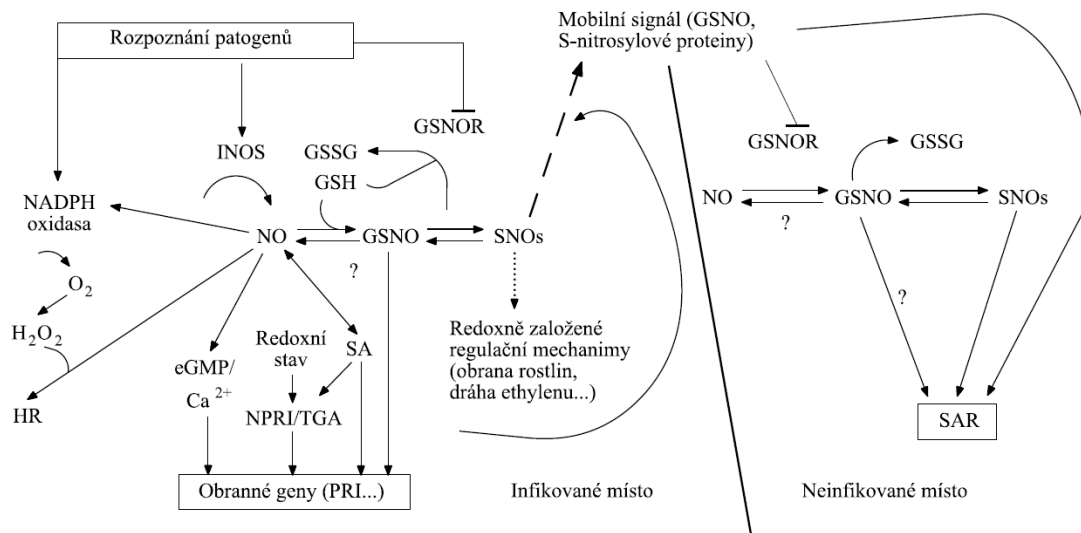 Mobilní signál (GSNO,
S-nitrosylové proteiny)
Rozpoznání patogenů
GSNOR
INOS
GSSG
GSH
NADPH
oxidasa
NO
GSNO
SNOs
?
O2
H2O2
HR
eGMP/
Ca 2+
Redoxní
stav
SA
NPRI/TGA
Redoxně založené
regulační mechanimy
(obrana rostlin,
dráha ethylenu...)
Obranné geny (PRI...)
Infikované místo
GSNOR
GSSG
NO
GSNO
SNOs
?
?
SAR
Neinfikované místo